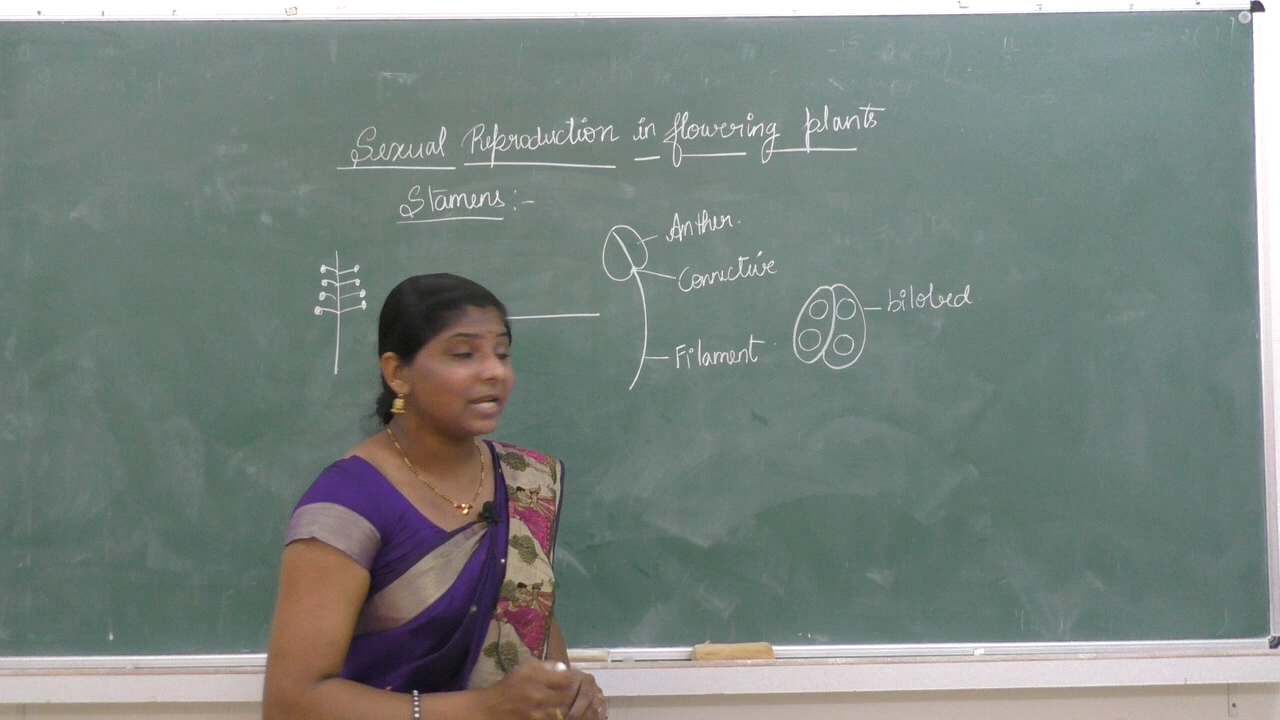 Sexual Reproduction in flowering plants
Stamens :-
Anther.
Connective
bilobed
Filament